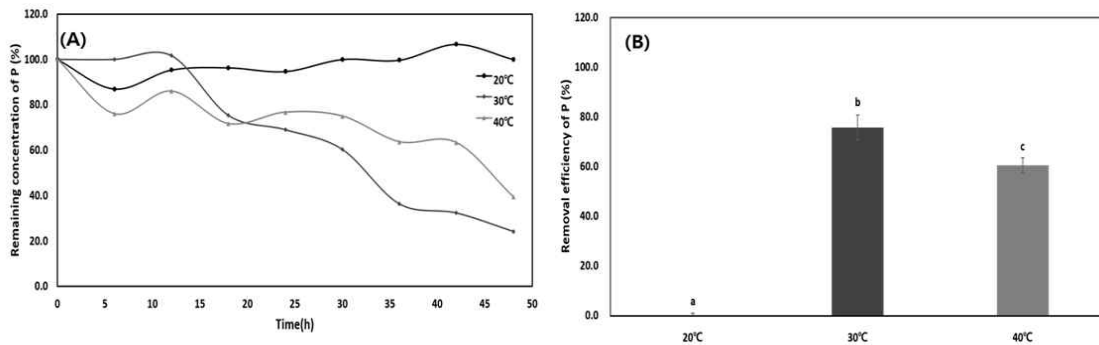 (A)
Remaining concentration of P (%)
120.0
100.0
80.0
60.0
40.0
20.0
0.0
0 5 10 15 20 25 30 35 40 45 50
Time(h)
20℃
30℃
40℃
(B)
Removal efficiency of P (%)
120.0
100.0
80.0
60.0
40.0
20.0
0.0
a
b
c
20℃ 30℃ 40℃